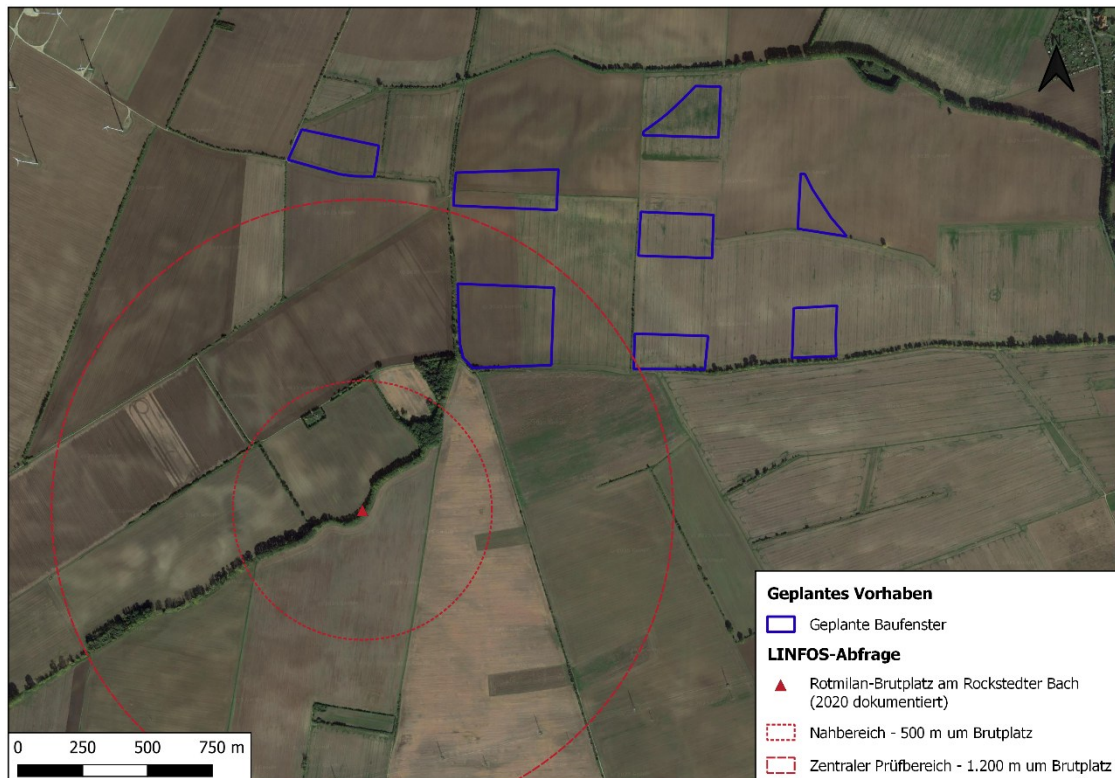 Geplantes Vorhaben
Geplante Baufenster
LINFOS-Abfrage
Rotmilan-Brutplatz am Rockstedter Bach
(2020 dokumentiert)
Nahbereich - 500 m um Brutplatz
Zentraler Prüfbereich - 1.200 m um Brutplatz
0 250 500 750 m